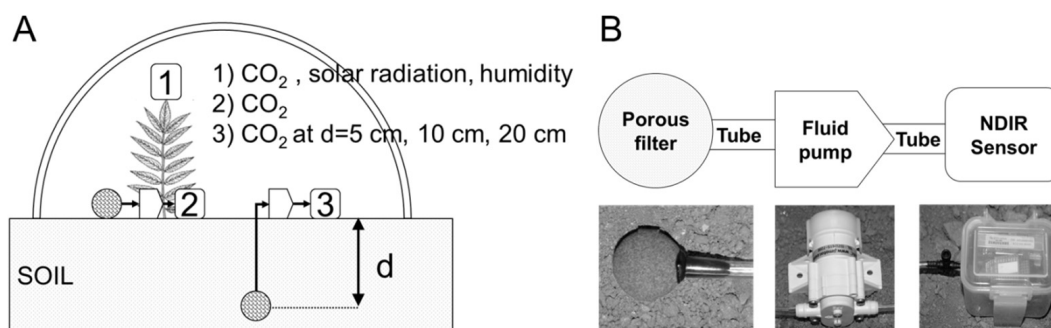 A
1
1) CO2 , solar radiation, humidity
2) CO2
3) CO2 at d=5 cm, 10 cm, 20 cm
2
3
d
SOIL
B
Porous
filter
Tube
Fluid
pump
Tube
NDIR
Sensor